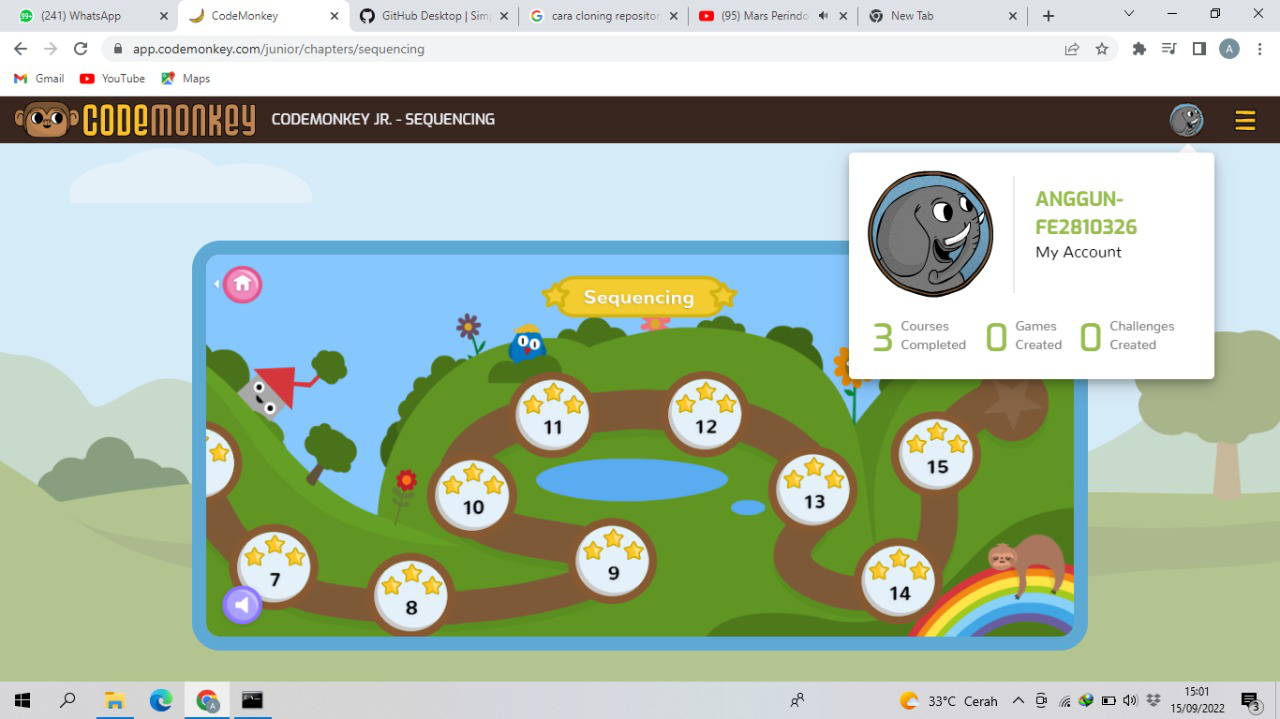 (241) WhatsApp
CodeMonkey
GitHub Desktop | Sim
cara cloning repositor
(95) Mars Perindo
New Tab
app.codemonkey.com/junior/chapters/sequencing
A
Gmail
YouTube
Maps
CODEMONKEY
CODEMONKEY JR. - SEQUENCING
ANGGUN-
FE2810326
My Account
3 Courses Completed
0 Games Created
0 Challenges Created
Sequencing
7
8
9
10
11
12
13
14
15
33°C Cerah
15:01
15/09/2022
3